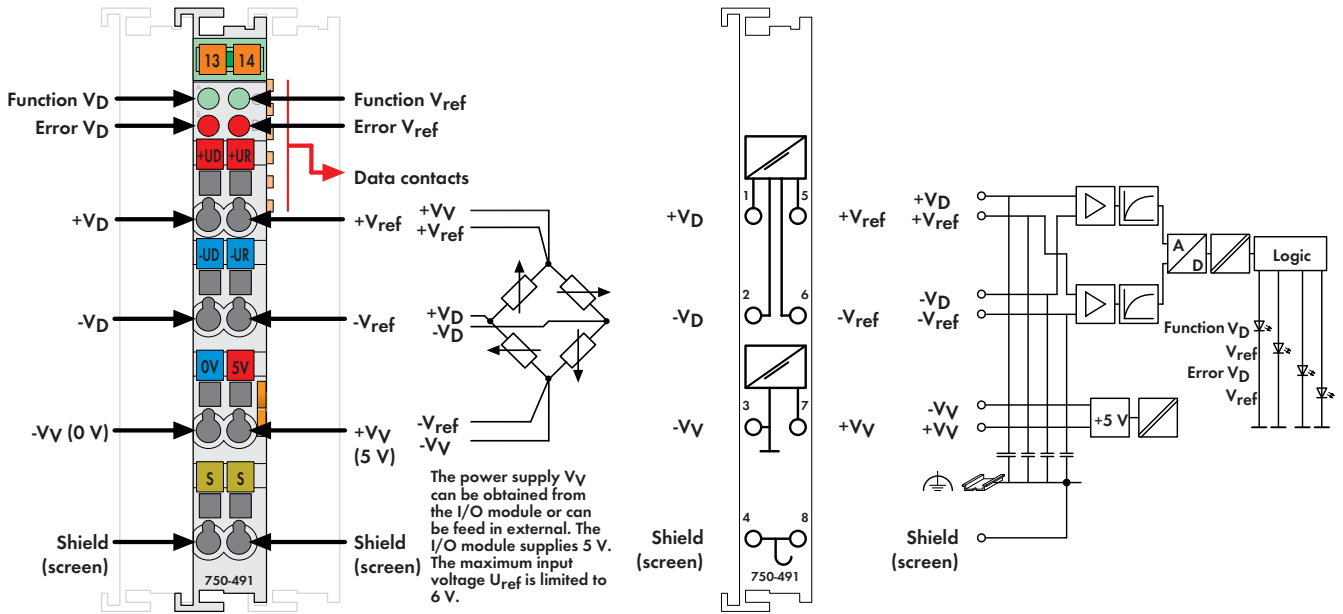 13 14
Function VD
Function Vref
Error VD
Error Vref
+UD +UR
Data contacts
+VD
+Vref
-UD -UR
-VD
-Vref
0V 5V
-VV (0 V)
+VV
(5 V)
S S
Shield
(screen)
Shield
(screen)
750-491
+VV
+Vref
+VD
-VD
-Vref
-VV
The power supply VV
can be obtained from
the I/O module or can
be feed in external. The
I/O module supplies 5 V.
The maximum input
voltage Uref is limited to
6 V.
1 5
+VD
+Vref
2 6
-VD
-Vref
3 7
-VV
+VV
4 8
Shield
(screen)
750-491
+VD
+Vref
-VD
-Vref
A
D
Logic
Function VD
Vref
Error VD
Vref
-VV
+VV
+5 V
Shield
(screen)